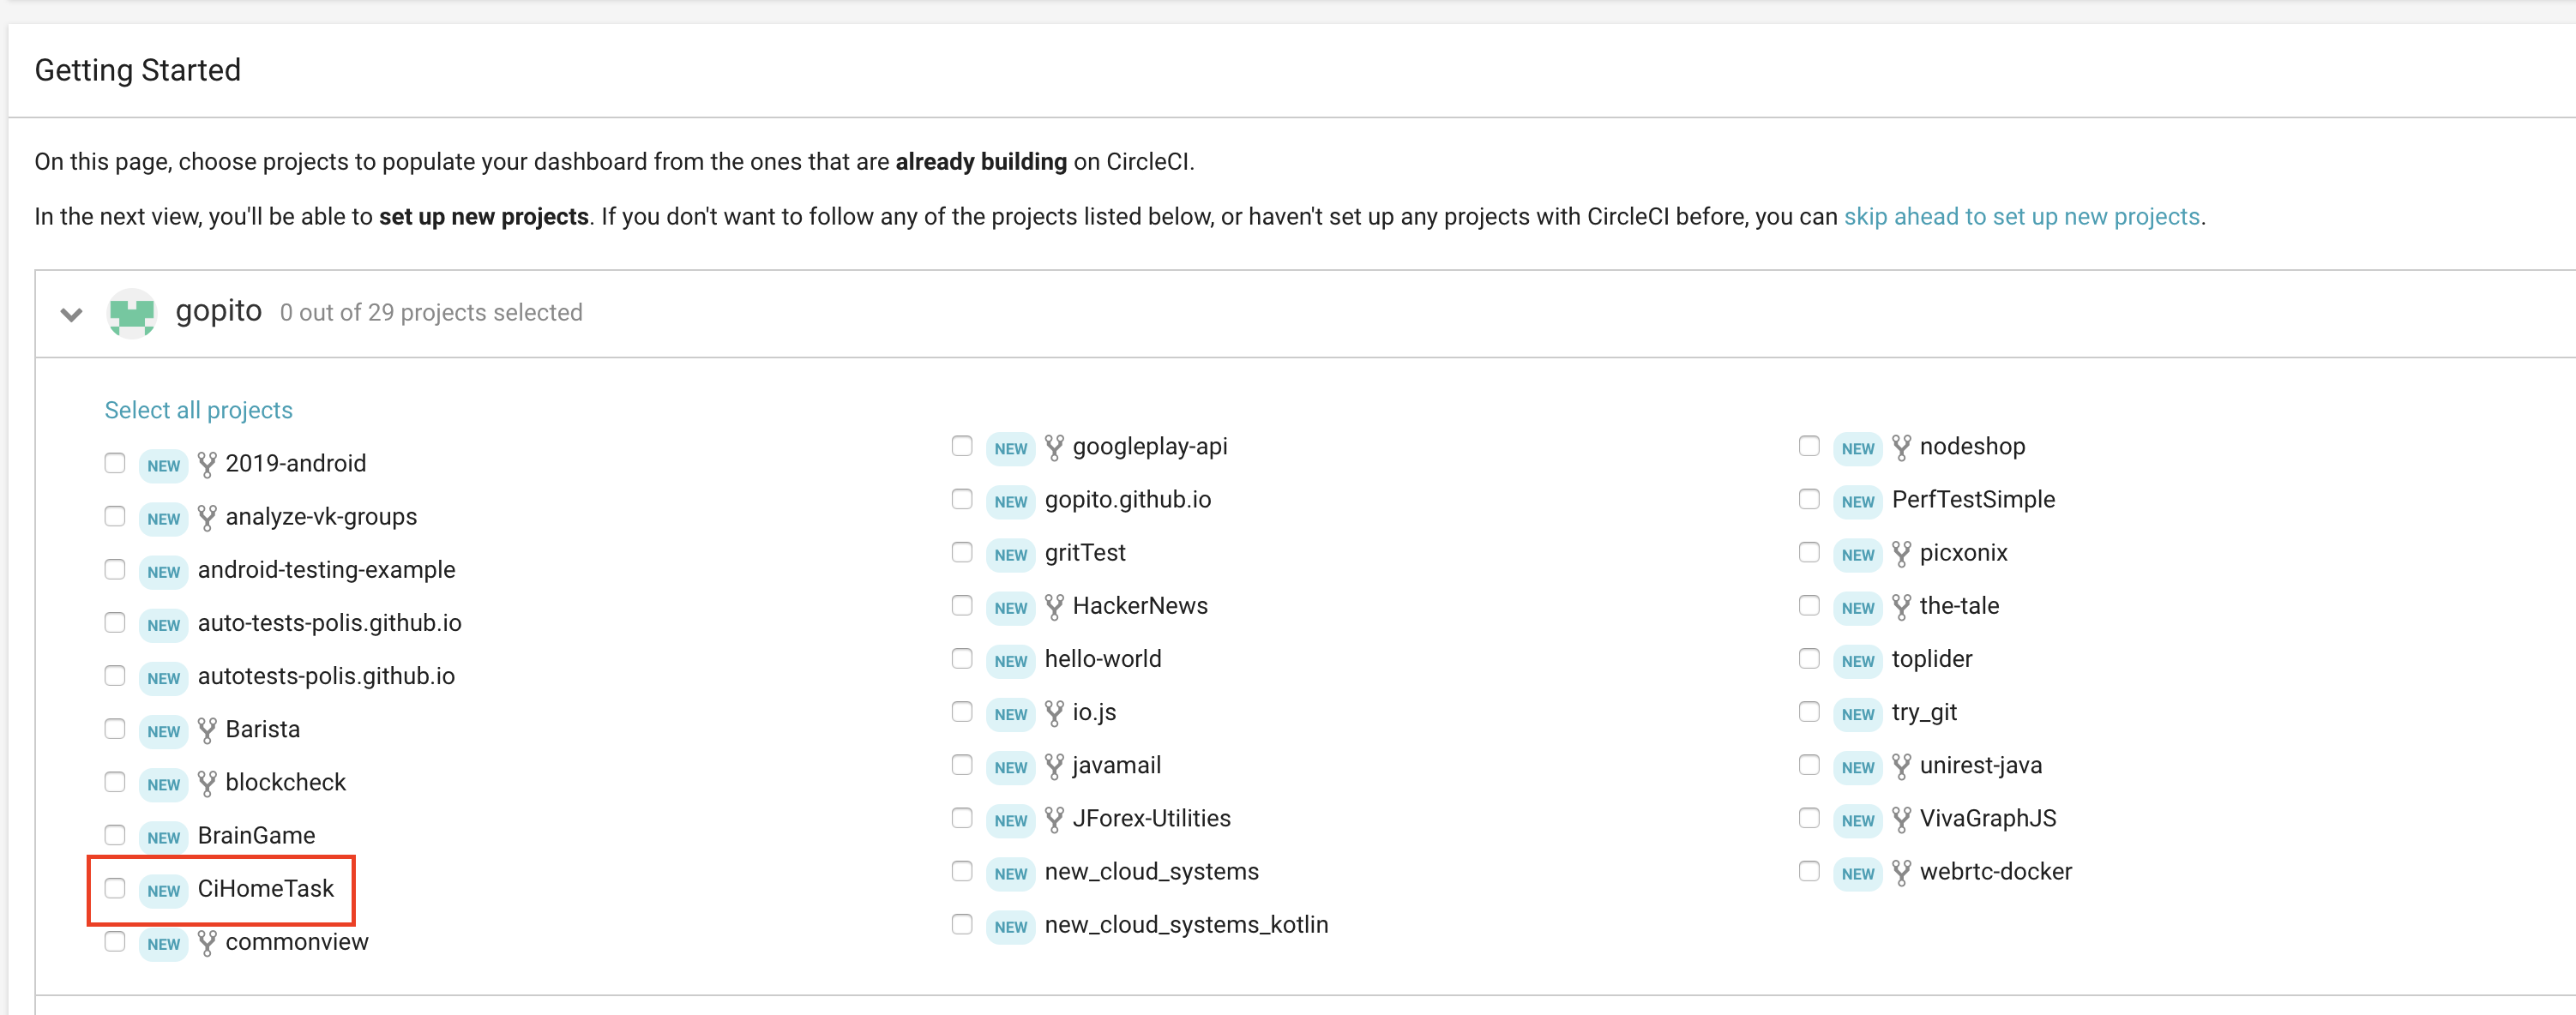 Getting Started
On this page, choose projects to populate your dashboard from the ones that are already building on CircleCI.
In the next view, you'll be able to set up new projects. If you don't want to follow any of the projects listed below, or haven't set up any projects with CircleCI before, you can skip ahead to set up new projects.
gopito 0 out of 29 projects selected
Select all projects
NEW 2019-android
NEW analyze-vk-groups
NEW android-testing-example
NEW auto-tests-polis.github.io
NEW autotests-polis.github.io
NEW Barista
NEW blockcheck
NEW BrainGame
NEW CiHomeTask
NEW commonview
NEW googleplay-api
NEW gopito.github.io
NEW gritTest
NEW HackerNews
NEW hello-world
NEW io.js
NEW javamail
NEW JForex-Utilities
NEW new_cloud_systems
NEW new_cloud_systems_kotlin
NEW nodeshop
NEW PerfTestSimple
NEW picxonix
NEW the-tale
NEW toplider
NEW try_git
NEW unirest-java
NEW VivaGraphJS
NEW webrtc-docker